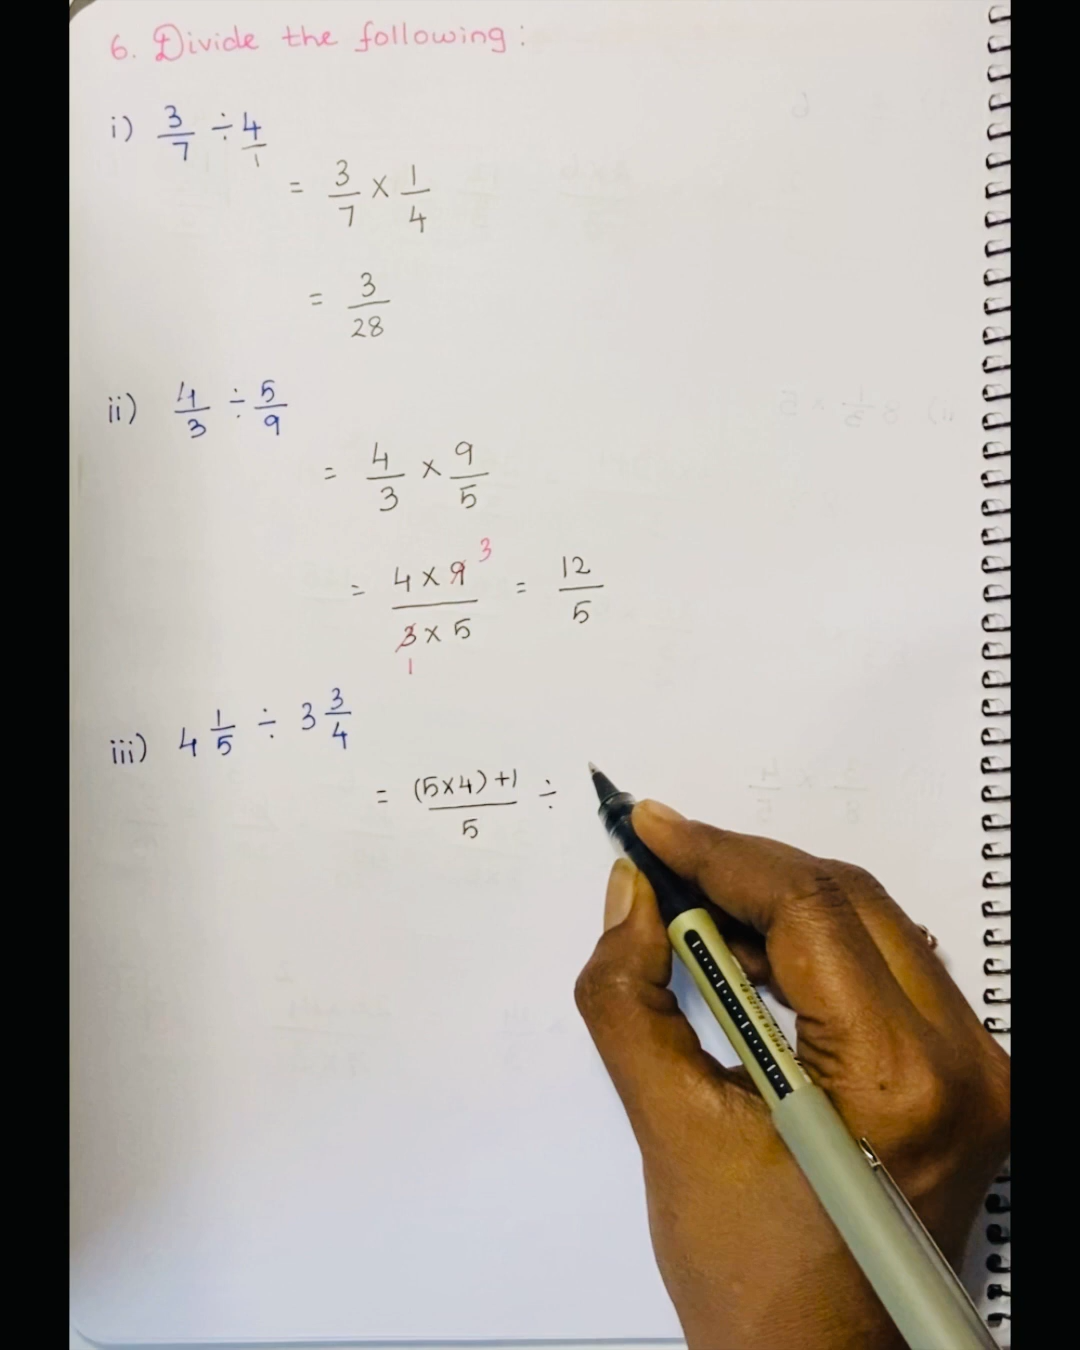 6. Divide the following:
i) 3/7 ÷ 4/1
= 3/7 × 1/4
= 3/28
ii) 4/3 ÷ 5/9
= 4/3 × 9/5
= 4 × 9 3 / 3 × 5 1 = 12/5
iii) 4 1/5 ÷ 3 3/4
= (5×4)+1 / 5 ÷